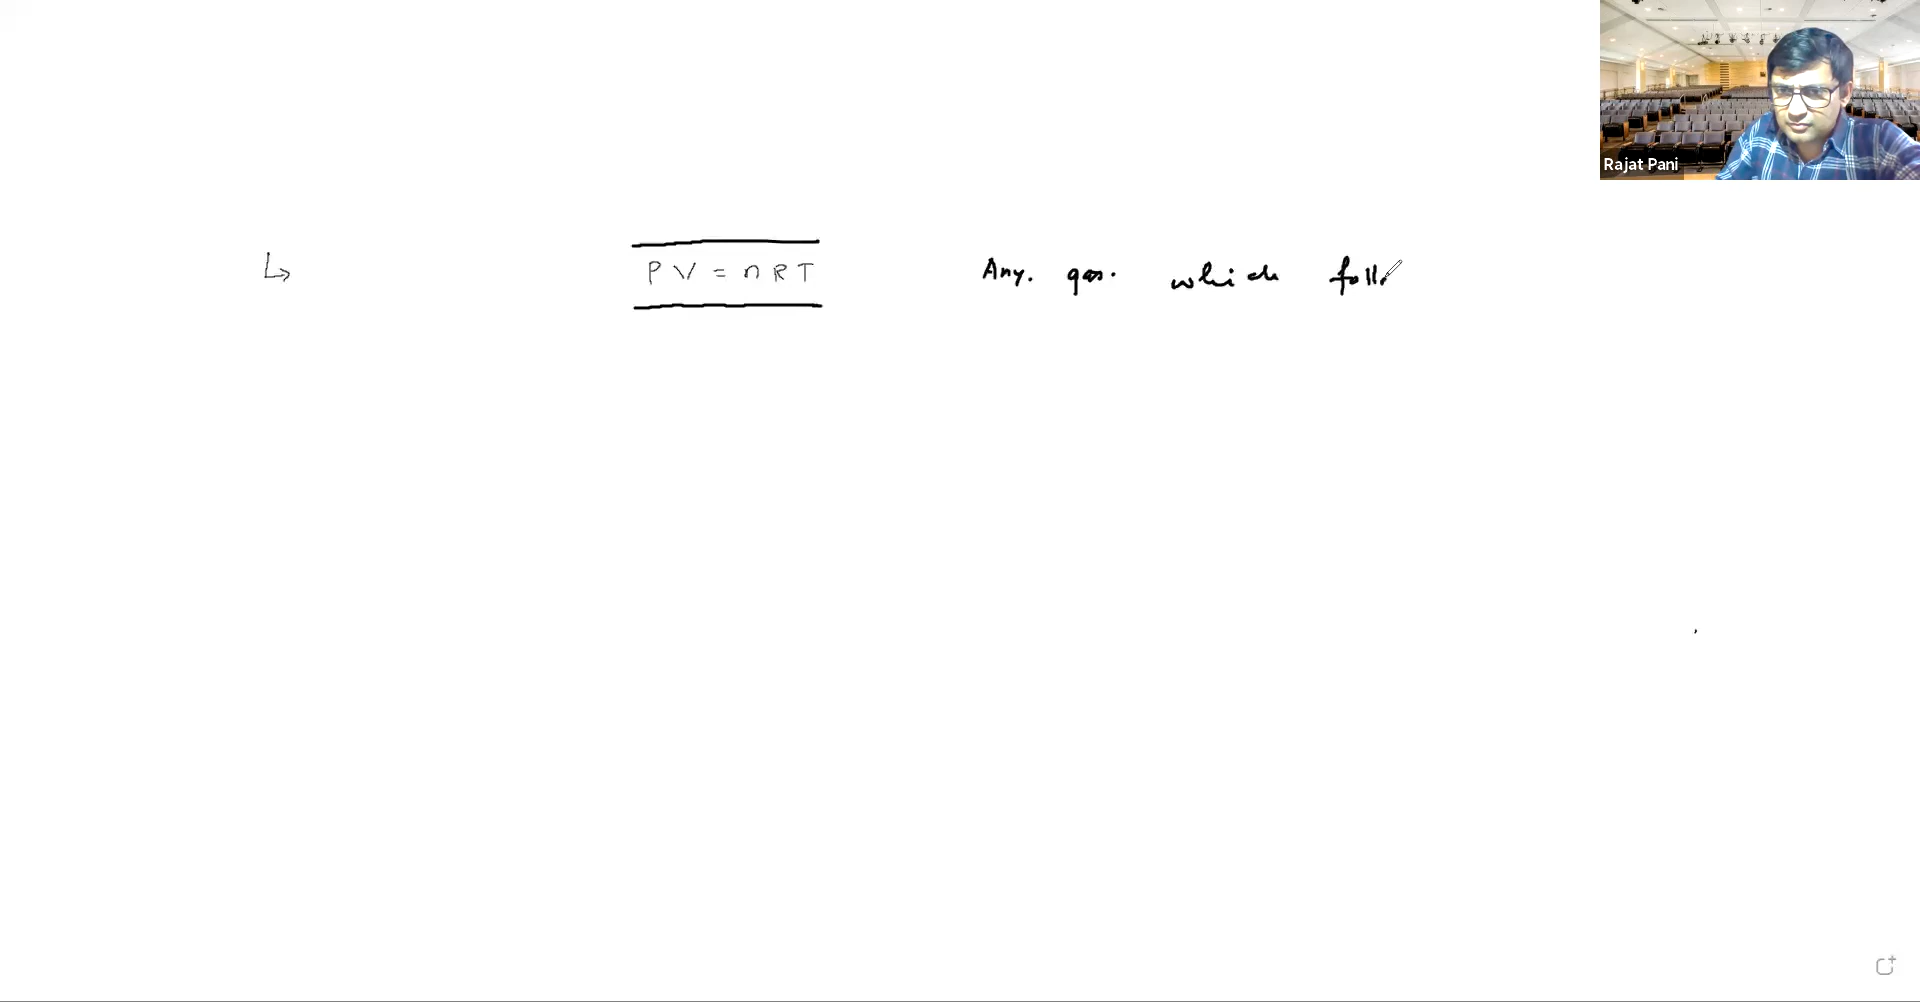 Rajat Pani
↳ PV = nRT Any. gas. which foll